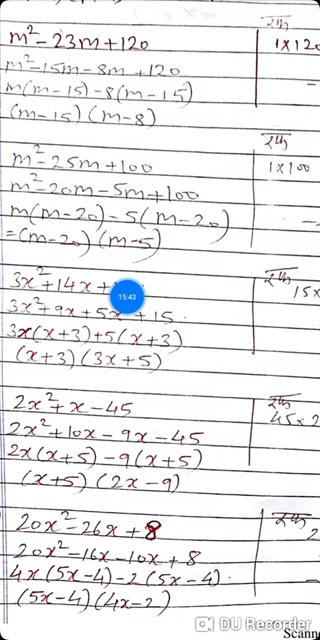 m²-23m+120
1×120
m²-15m-8m+120
m(m-15)-8(m-15)
(m-15)(m-8)
m²-25m+100
1×100
m²-20m-5m+100
m(m-20)-5(m-20)
=(m-20)(m-5)
3x²+14x+
15x
15:43
3x²+9x+5x+15
3x(x+3)+5(x+3)
(x+3)(3x+5)
2x²+x-45
45×2
2x²+10x-9x-45
2x(x+5)-9(x+5)
(x+5)(2x-9)
20x²-26x+8
2
20x²-16x-10x+8
4x(5x-4)-2(5x-4)
(5x-4)(4x-2)
DU Recorder
Scann